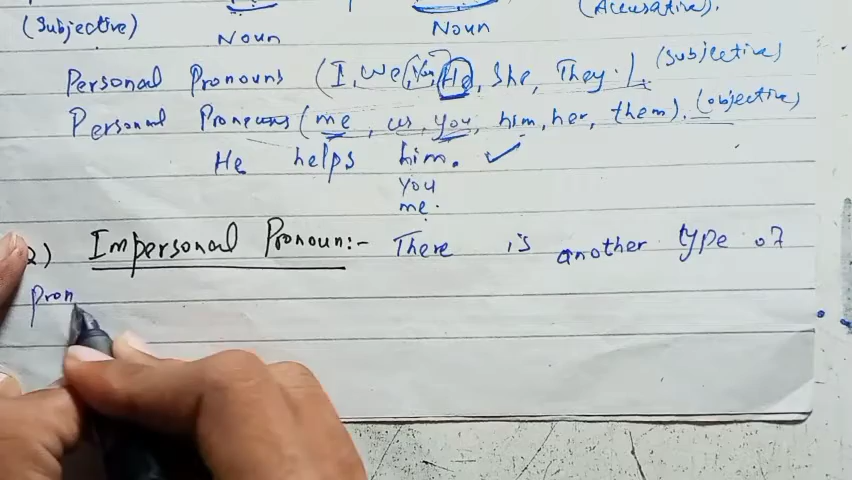 (Subjective) Noun Noun (Accusative).
Personal Pronouns (I, We, You, He, She, They.) (Subjective)
Personal Pronouns (me, us, you, him, her, them). (objective)
He helps him. ✓
you
me.
2) Impersonal Pronoun:- There is another type of
Pron